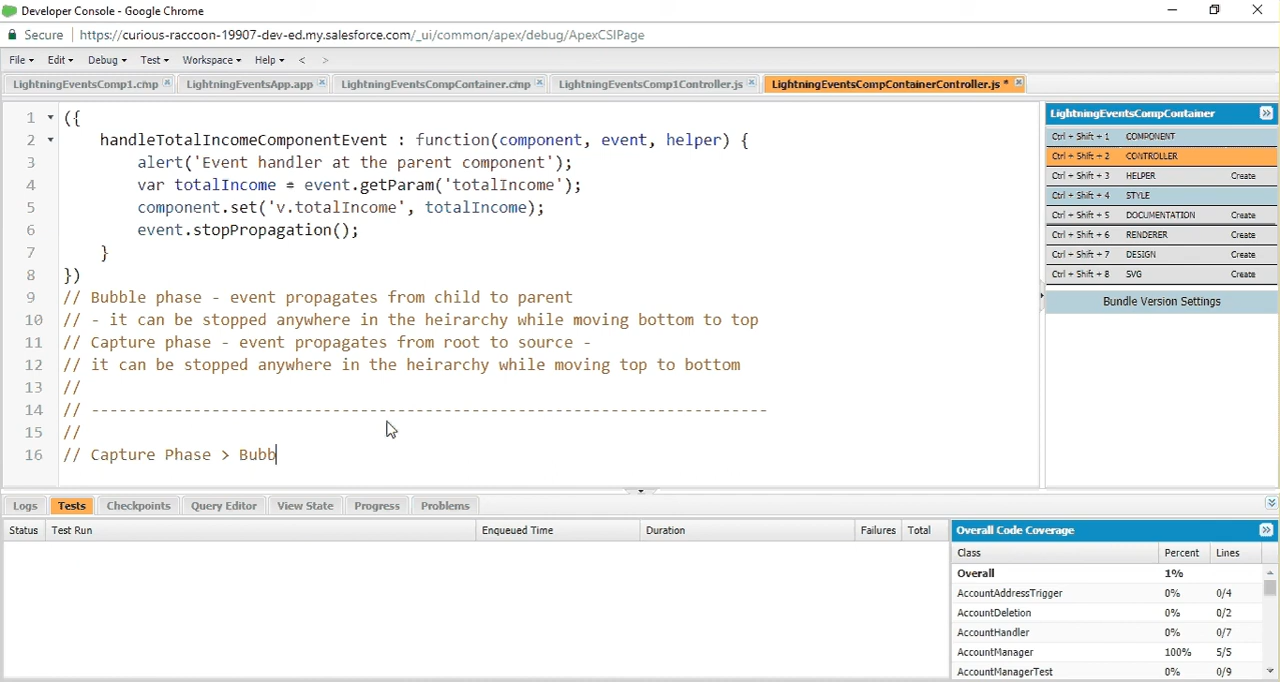 Developer Console - Google Chrome
Secure | https://curious-raccoon-19907-dev-ed.my.salesforce.com/_ui/common/apex/debug/ApexCSIPage
File Edit Debug Test Workspace Help < >
LightningEventsComp1.cmp LightningEventsApp.app LightningEventsCompContainer.cmp LightningEventsComp1Controller.js LightningEventsCompContainerController.js *
1 ({
2 handleTotalIncomeComponentEvent : function(component, event, helper) {
3 alert('Event handler at the parent component');
4 var totalIncome = event.getParam('totalIncome');
5 component.set('v.totalIncome', totalIncome);
6 event.stopPropagation();
7 }
8 })
9 // Bubble phase - event propagates from child to parent
10 // - it can be stopped anywhere in the heirarchy while moving bottom to top
11 // Capture phase - event propagates from root to source -
12 // it can be stopped anywhere in the heirarchy while moving top to bottom
13 //
14 // -------------------------------------------------------------------------
15 //
16 // Capture Phase > Bubb
LightningEventsCompContainer
Ctrl + Shift + 1 COMPONENT
Ctrl + Shift + 2 CONTROLLER
Ctrl + Shift + 3 HELPER Create
Ctrl + Shift + 4 STYLE
Ctrl + Shift + 5 DOCUMENTATION Create
Ctrl + Shift + 6 RENDERER Create
Ctrl + Shift + 7 DESIGN Create
Ctrl + Shift + 8 SVG Create
Bundle Version Settings
Logs Tests Checkpoints Query Editor View State Progress Problems
Status Test Run Enqueued Time Duration Failures Total
Overall Code Coverage
Class Percent Lines
Overall 1%
AccountAddressTrigger 0% 0/4
AccountDeletion 0% 0/2
AccountHandler 0% 0/7
AccountManager 100% 5/5
AccountManagerTest 0% 0/9